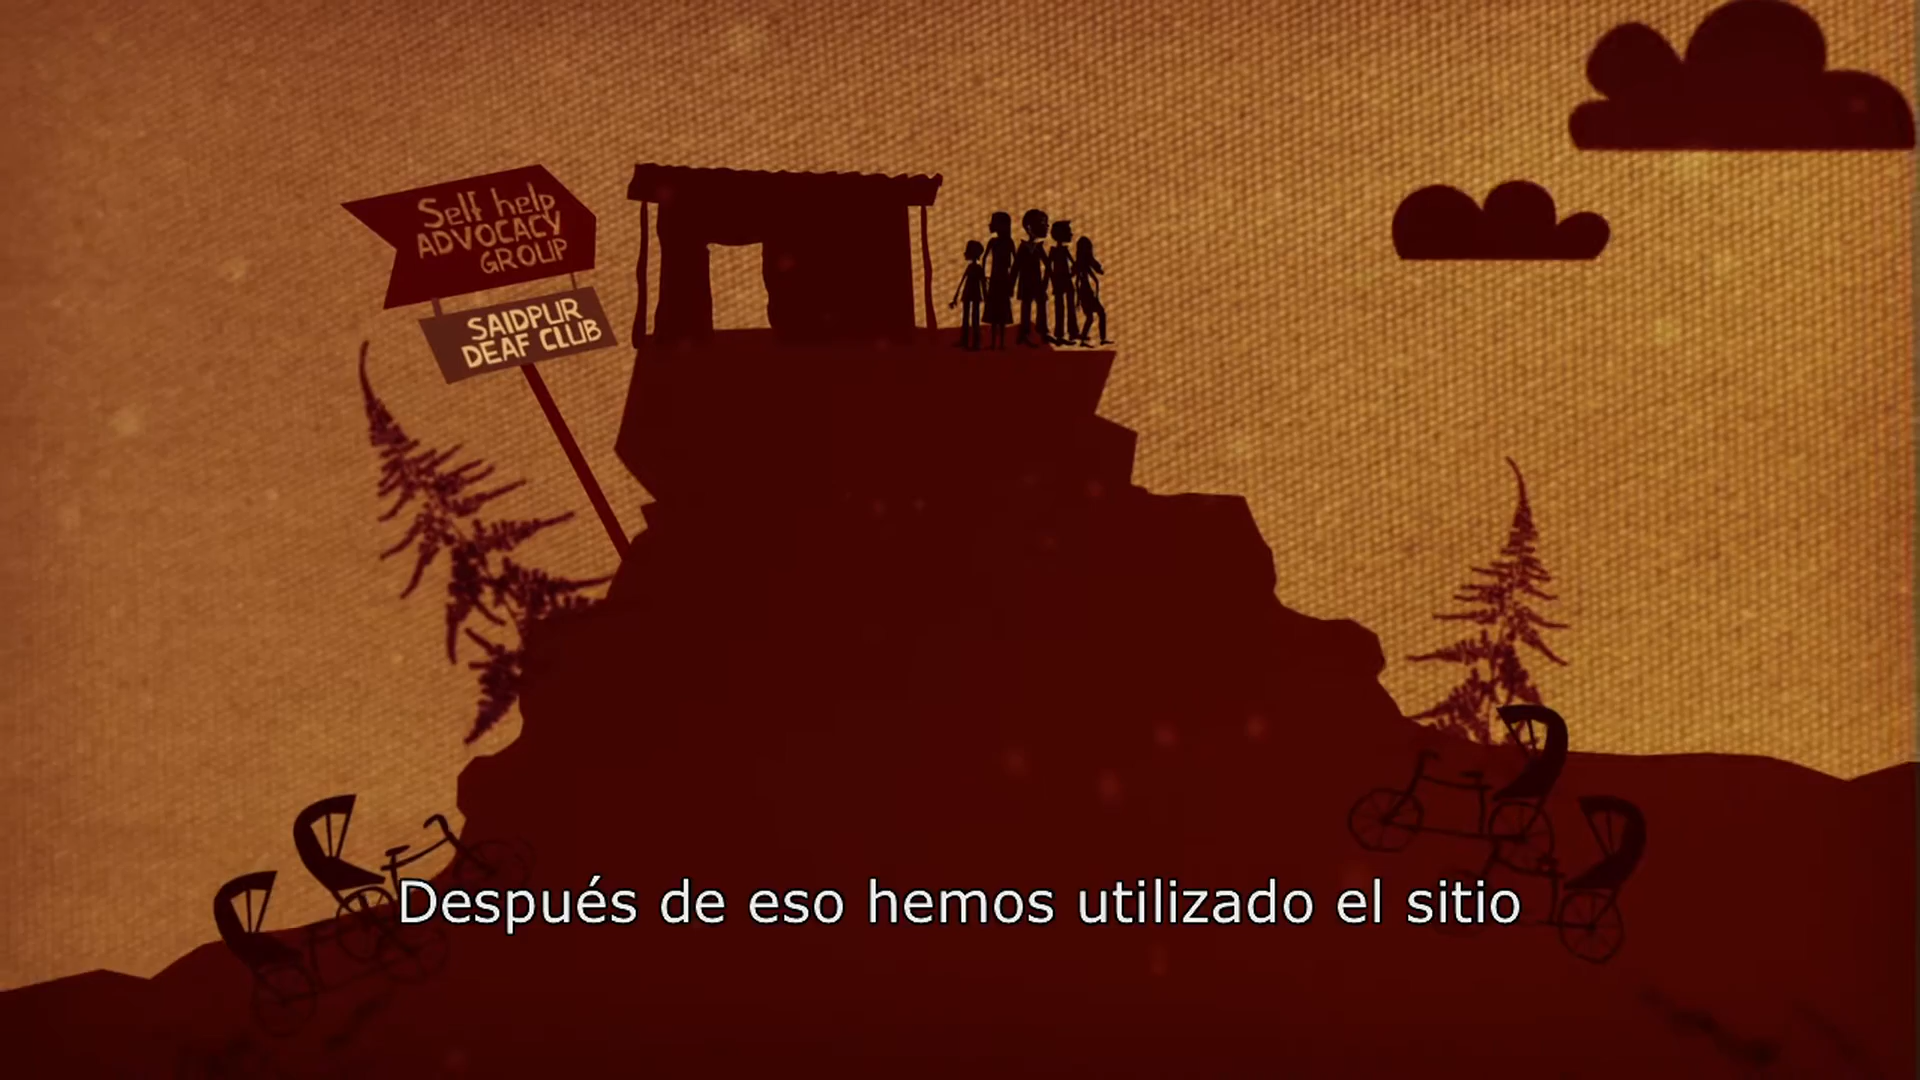 Self help
ADVOCACY
GROUP
SAIDPUR
DEAF CLUB
Después de eso hemos utilizado el sitio